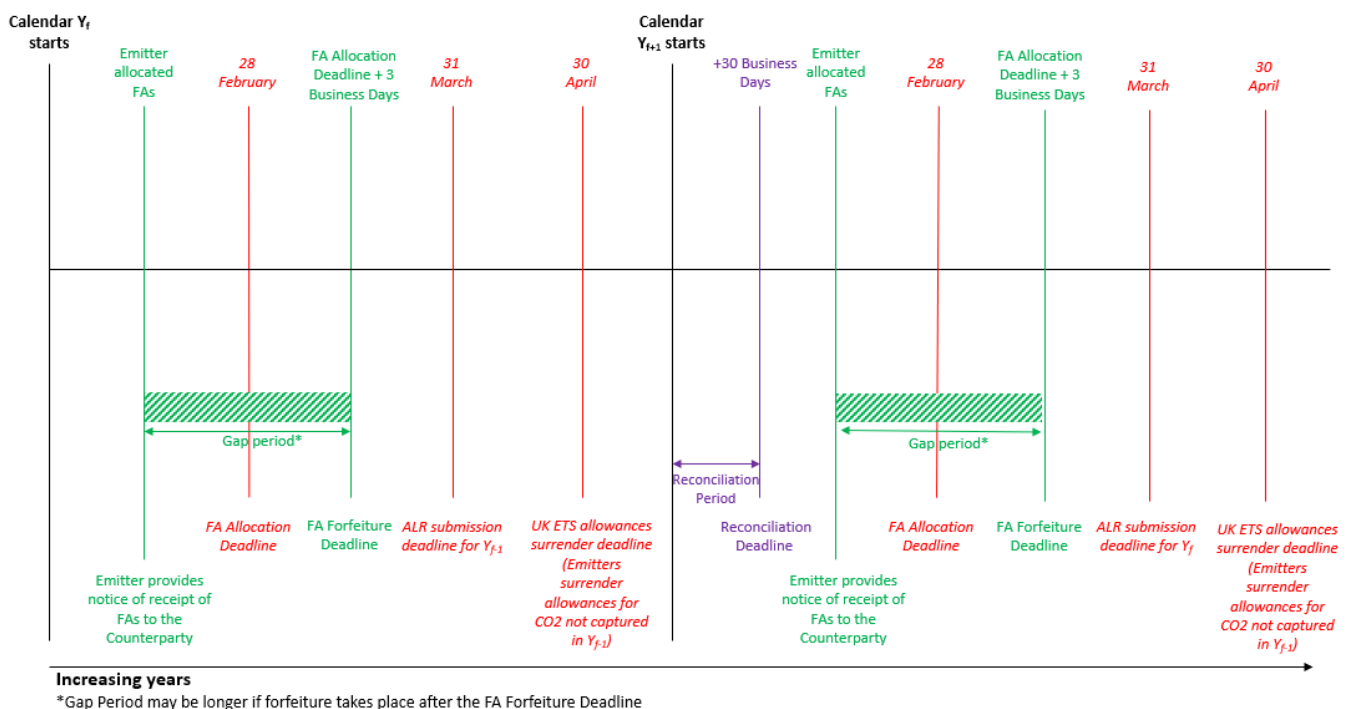 Calendar Yf
starts
Emitter
allocated
FAs
28
February
FA Allocation
Deadline + 3
Business Days
31
March
30
April
Calendar
Yf+1 starts
+30 Business
Days
Emitter
allocated
FAs
28
February
FA Allocation
Deadline + 3
Business Days
31
March
30
April
Gap period*
Gap period*
Reconciliation
Period
FA Allocation
Deadline
FA Forfeiture
Deadline
ALR submission
deadline for Yf-1
UK ETS allowances
surrender deadline
(Emitters
surrender
allowances for
CO2 not captured
in Yf-1)
Reconciliation
Deadline
FA Allocation
Deadline
FA Forfeiture
Deadline
ALR submission
deadline for Yf
UK ETS allowances
surrender deadline
(Emitters
surrender
allowances for
CO2 not captured
in Yf-1)
Emitter provides
notice of receipt of
FAs to the
Counterparty
Emitter provides
notice of receipt of
FAs to the
Counterparty
Increasing years
*Gap Period may be longer if forfeiture takes place after the FA Forfeiture Deadline